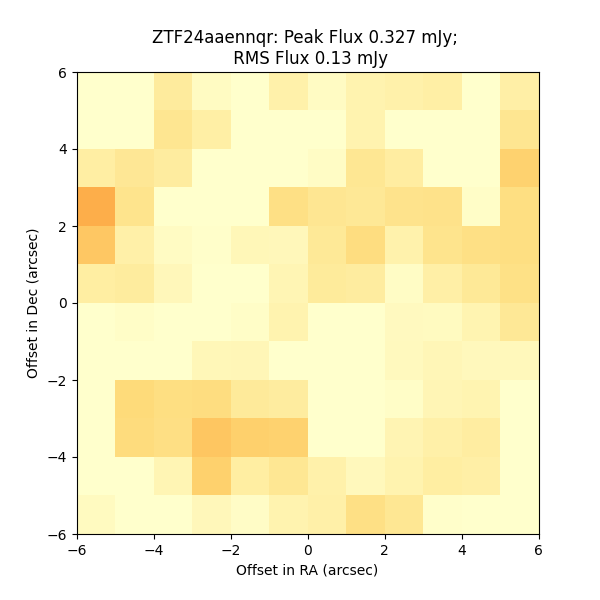 ZTF24aaennqr: Peak Flux 0.327 mJy;
RMS Flux 0.13 mJy
6
4
2
0
−2
−4
−6
Offset in Dec (arcsec)
−6 −4 −2 0 2 4 6
Offset in RA (arcsec)